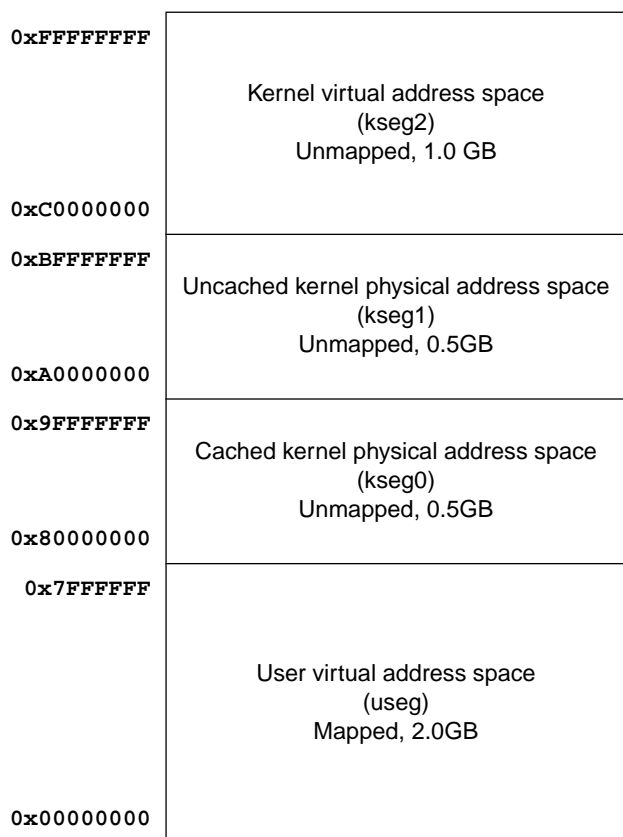 0xFFFFFFFF
Kernel virtual address space
(kseg2)
Unmapped, 1.0 GB
0xC0000000
0xBFFFFFFF
Uncached kernel physical address space
(kseg1)
Unmapped, 0.5GB
0xA0000000
0x9FFFFFFF
Cached kernel physical address space
(kseg0)
Unmapped, 0.5GB
0x80000000
0x7FFFFFF
User virtual address space
(useg)
Mapped, 2.0GB
0x00000000